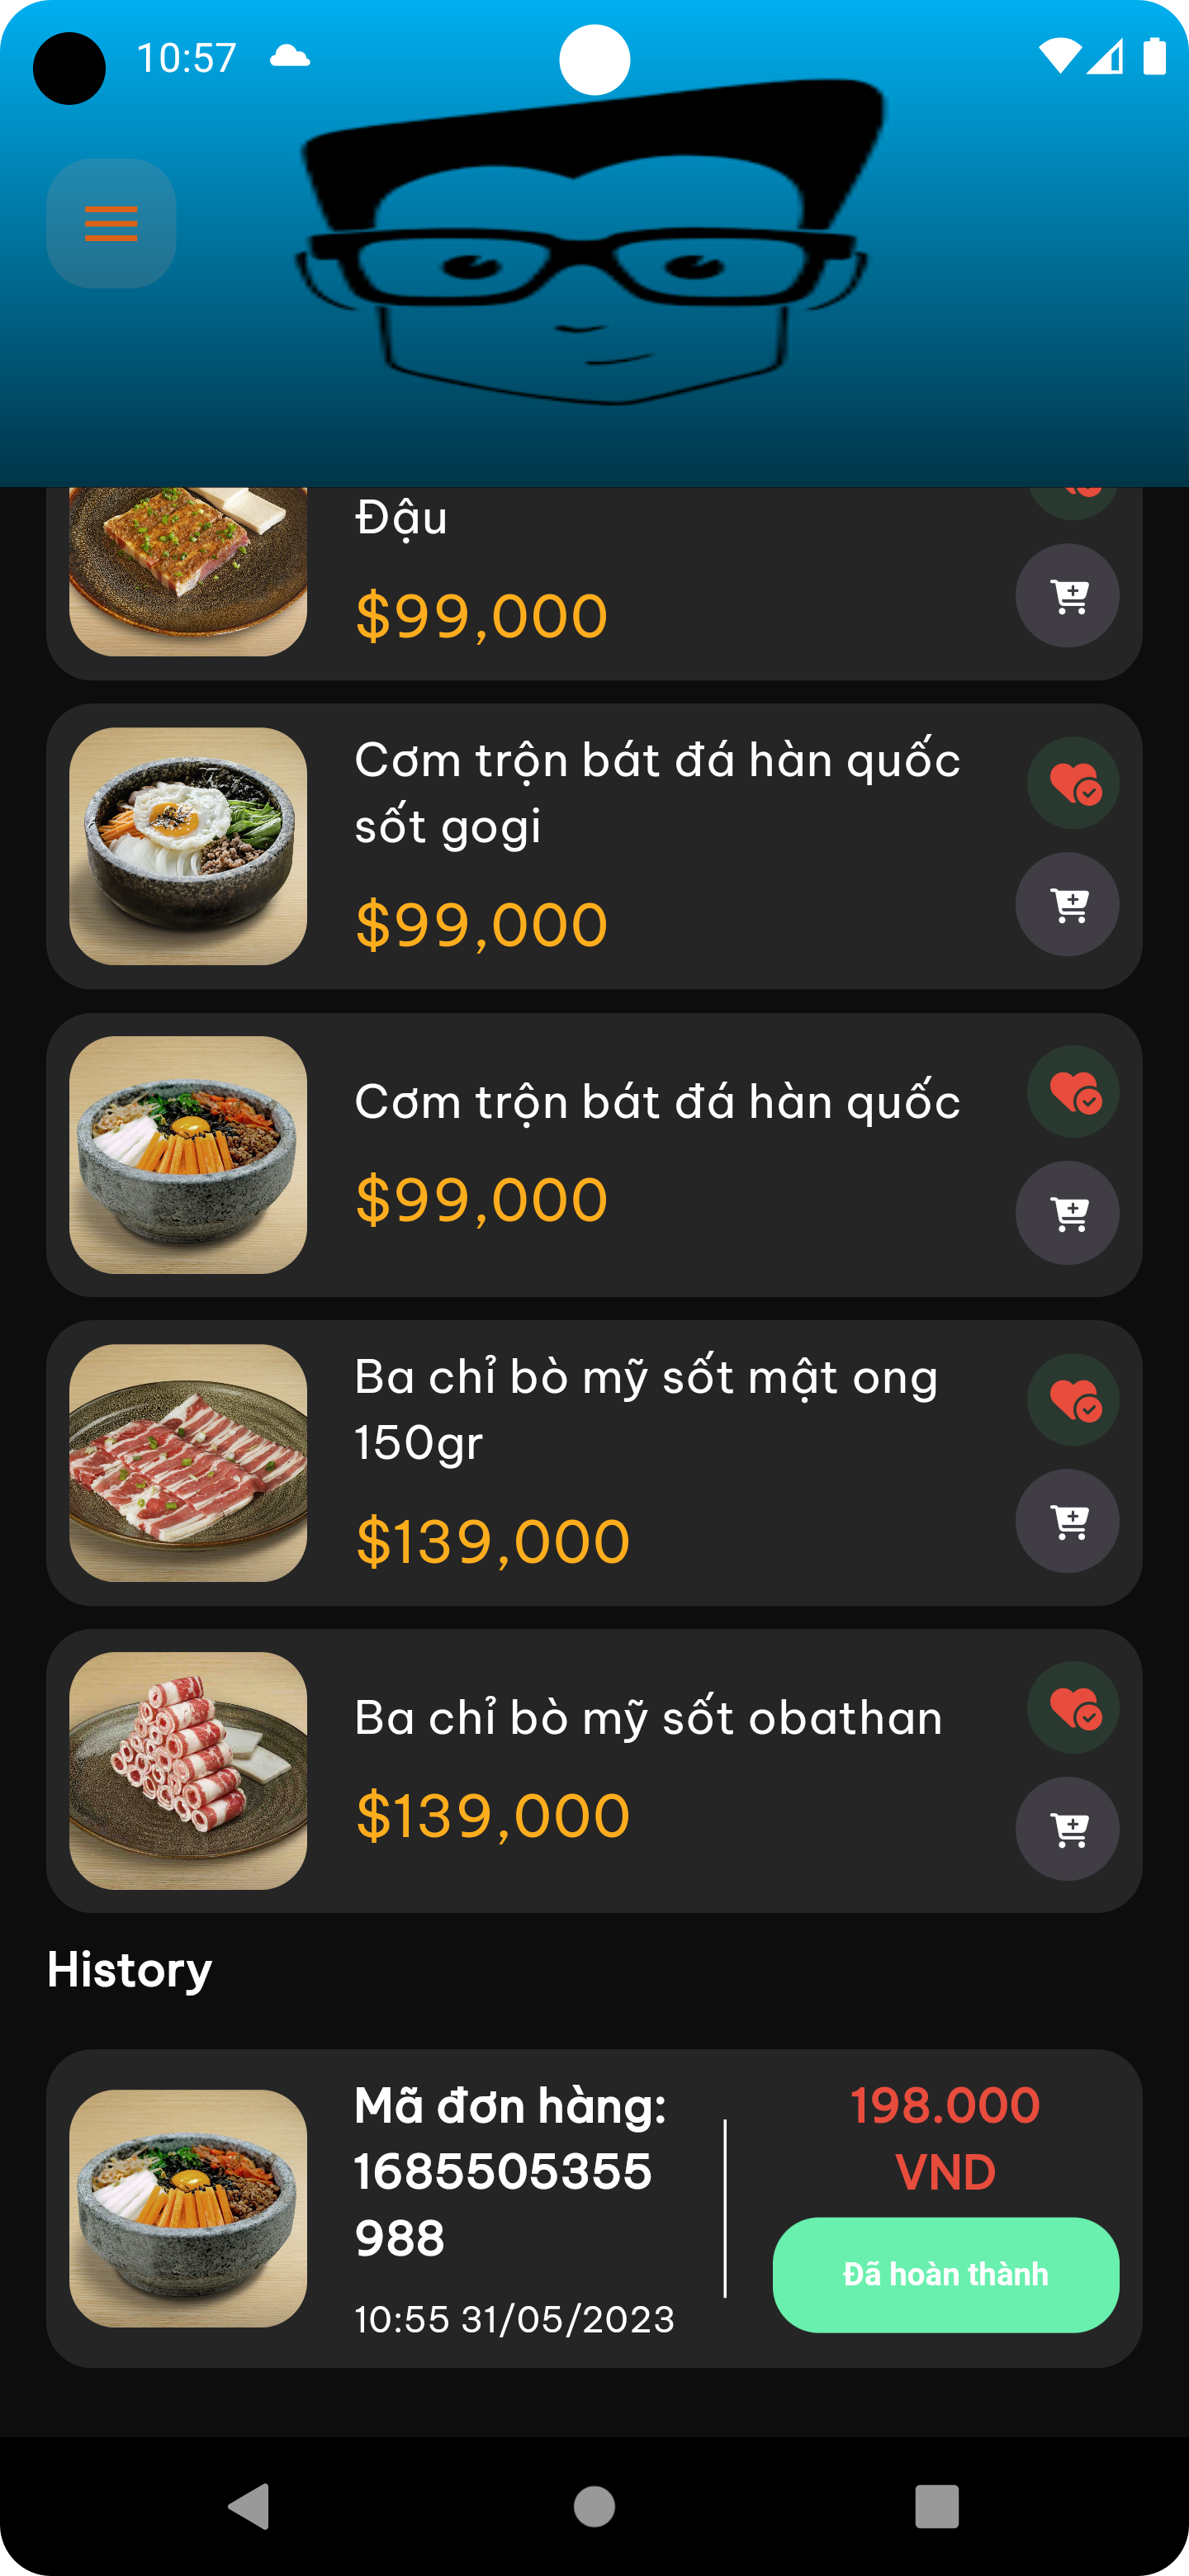 10:57
Đậu
$99,000
Cơm trộn bát đá hàn quốc
sốt gogi
$99,000
Cơm trộn bát đá hàn quốc
$99,000
Ba chỉ bò mỹ sốt mật ong
150gr
$139,000
Ba chỉ bò mỹ sốt obathan
$139,000
History
Mã đơn hàng:
1685505355
988
10:55 31/05/2023
198.000
VND
Đã hoàn thành